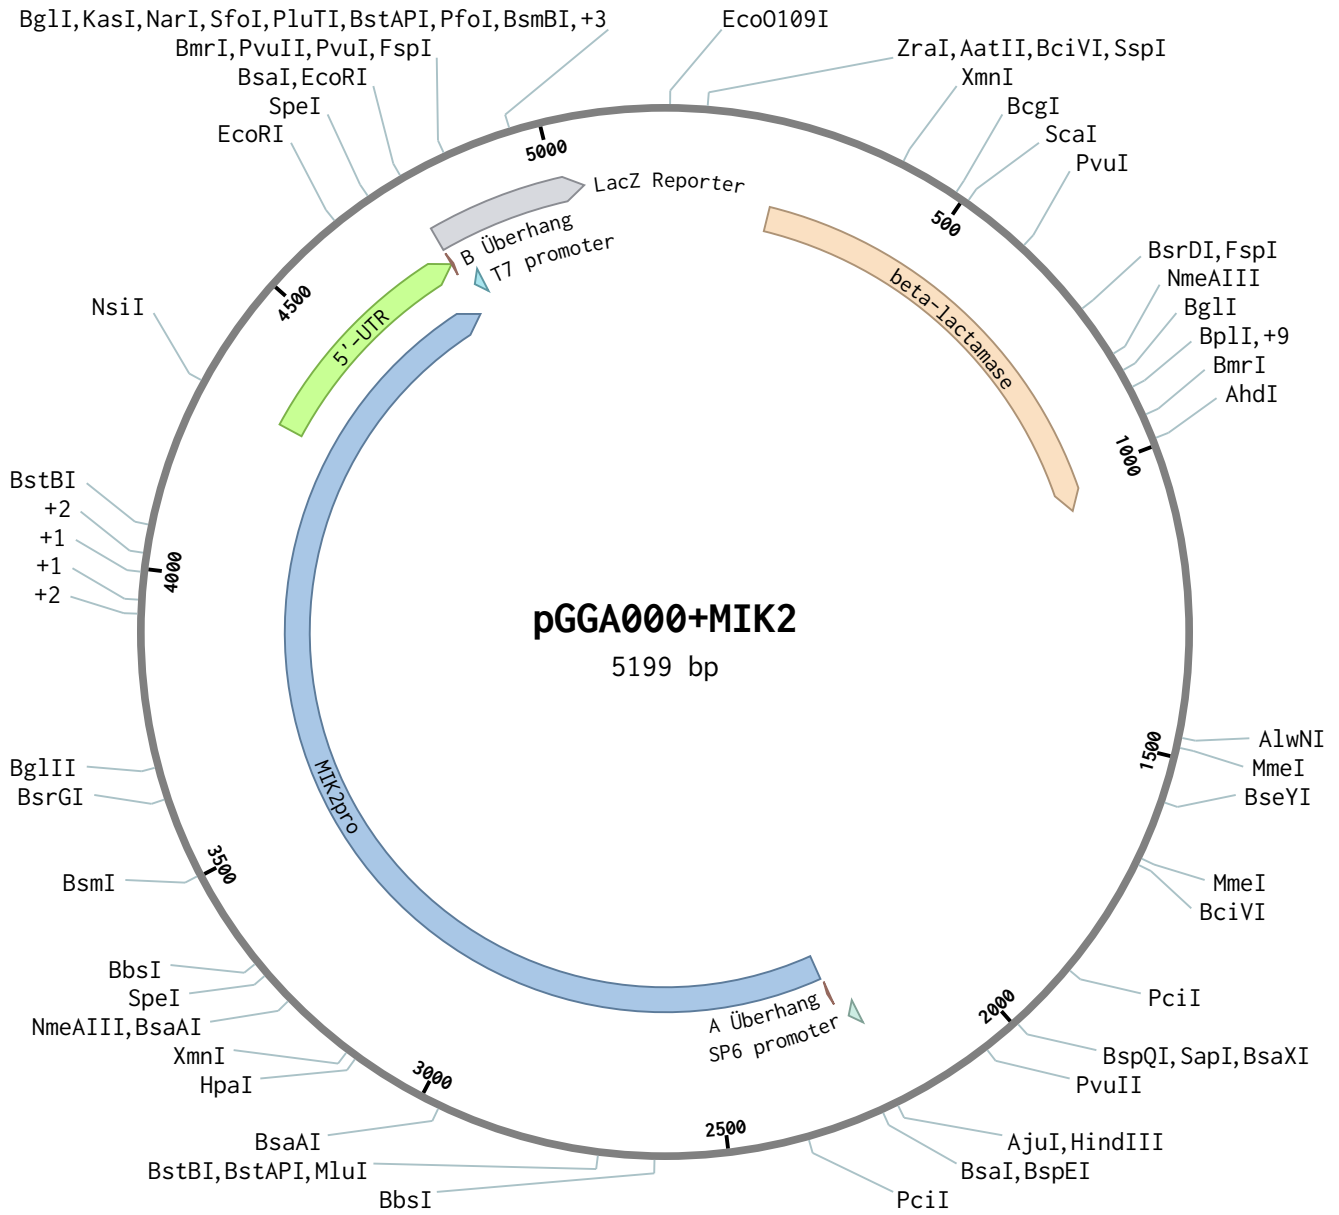 BglI,KasI,NarI,SfoI,PluTI,BstAPI,PfoI,BsmBI,+3
BmrI,PvuII,PvuI,FspI
BsaI,EcoRI
SpeI
EcoRI
NsiI
BstBI
+2
+1
+1
+2
BglII
BsrGI
BsmI
BbsI
SpeI
NmeAIII,BsaAI
XmnI
HpaI
BsaAI
BstBI,BstAPI,MluI
BbsI
EcoO109I
ZraI,AatII,BciVI,SspI
XmnI
BcgI
ScaI
PvuI
BsrDI,FspI
NmeAIII
BglI
BplI,+9
BmrI
AhdI
AlwNI
MmeI
BseYI
MmeI
BciVI
PciI
BspQI,SapI,BsaXI
PvuII
AjuI,HindIII
BsaI,BspEI
PciI
500
1000
1500
2000
2500
3000
3500
4000
4500
5000
LacZ Reporter
B Überhang
T7 promoter
5'-UTR
beta-lactamase
MIK2pro
A Überhang
SP6 promoter
pGGA000+MIK2
5199 bp